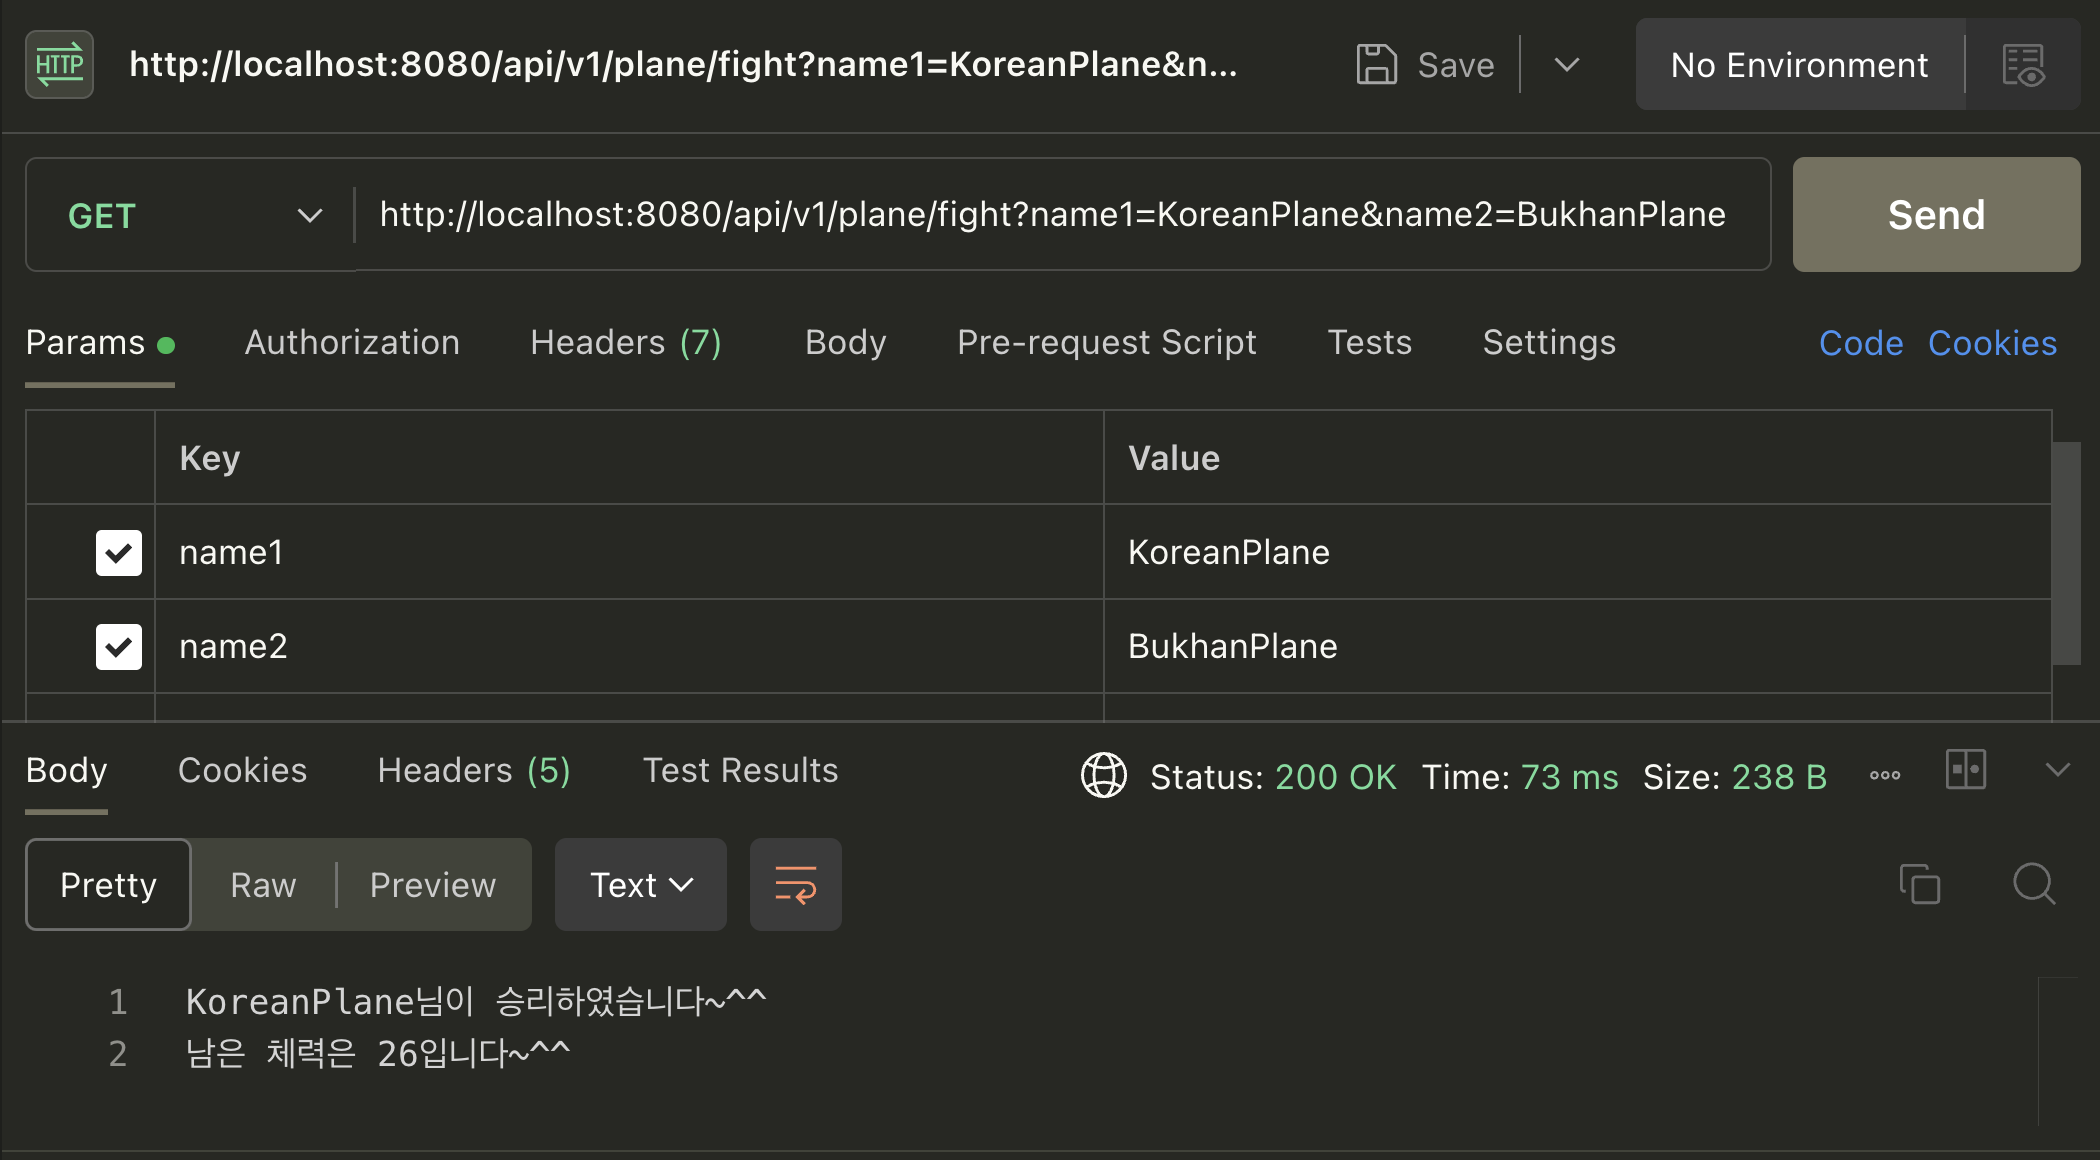 HTTP http://localhost:8080/api/v1/plane/fight?name1=KoreanPlane&n... Save No Environment
GET http://localhost:8080/api/v1/plane/fight?name1=KoreanPlane&name2=BukhanPlane Send
Params Authorization Headers (7) Body Pre-request Script Tests Settings Code Cookies
Key Value
name1 KoreanPlane
name2 BukhanPlane
Body Cookies Headers (5) Test Results Status: 200 OK Time: 73 ms Size: 238 B
Pretty Raw Preview Text
1 KoreanPlane님이 승리하였습니다~^^
2 남은 체력은 26입니다~^^